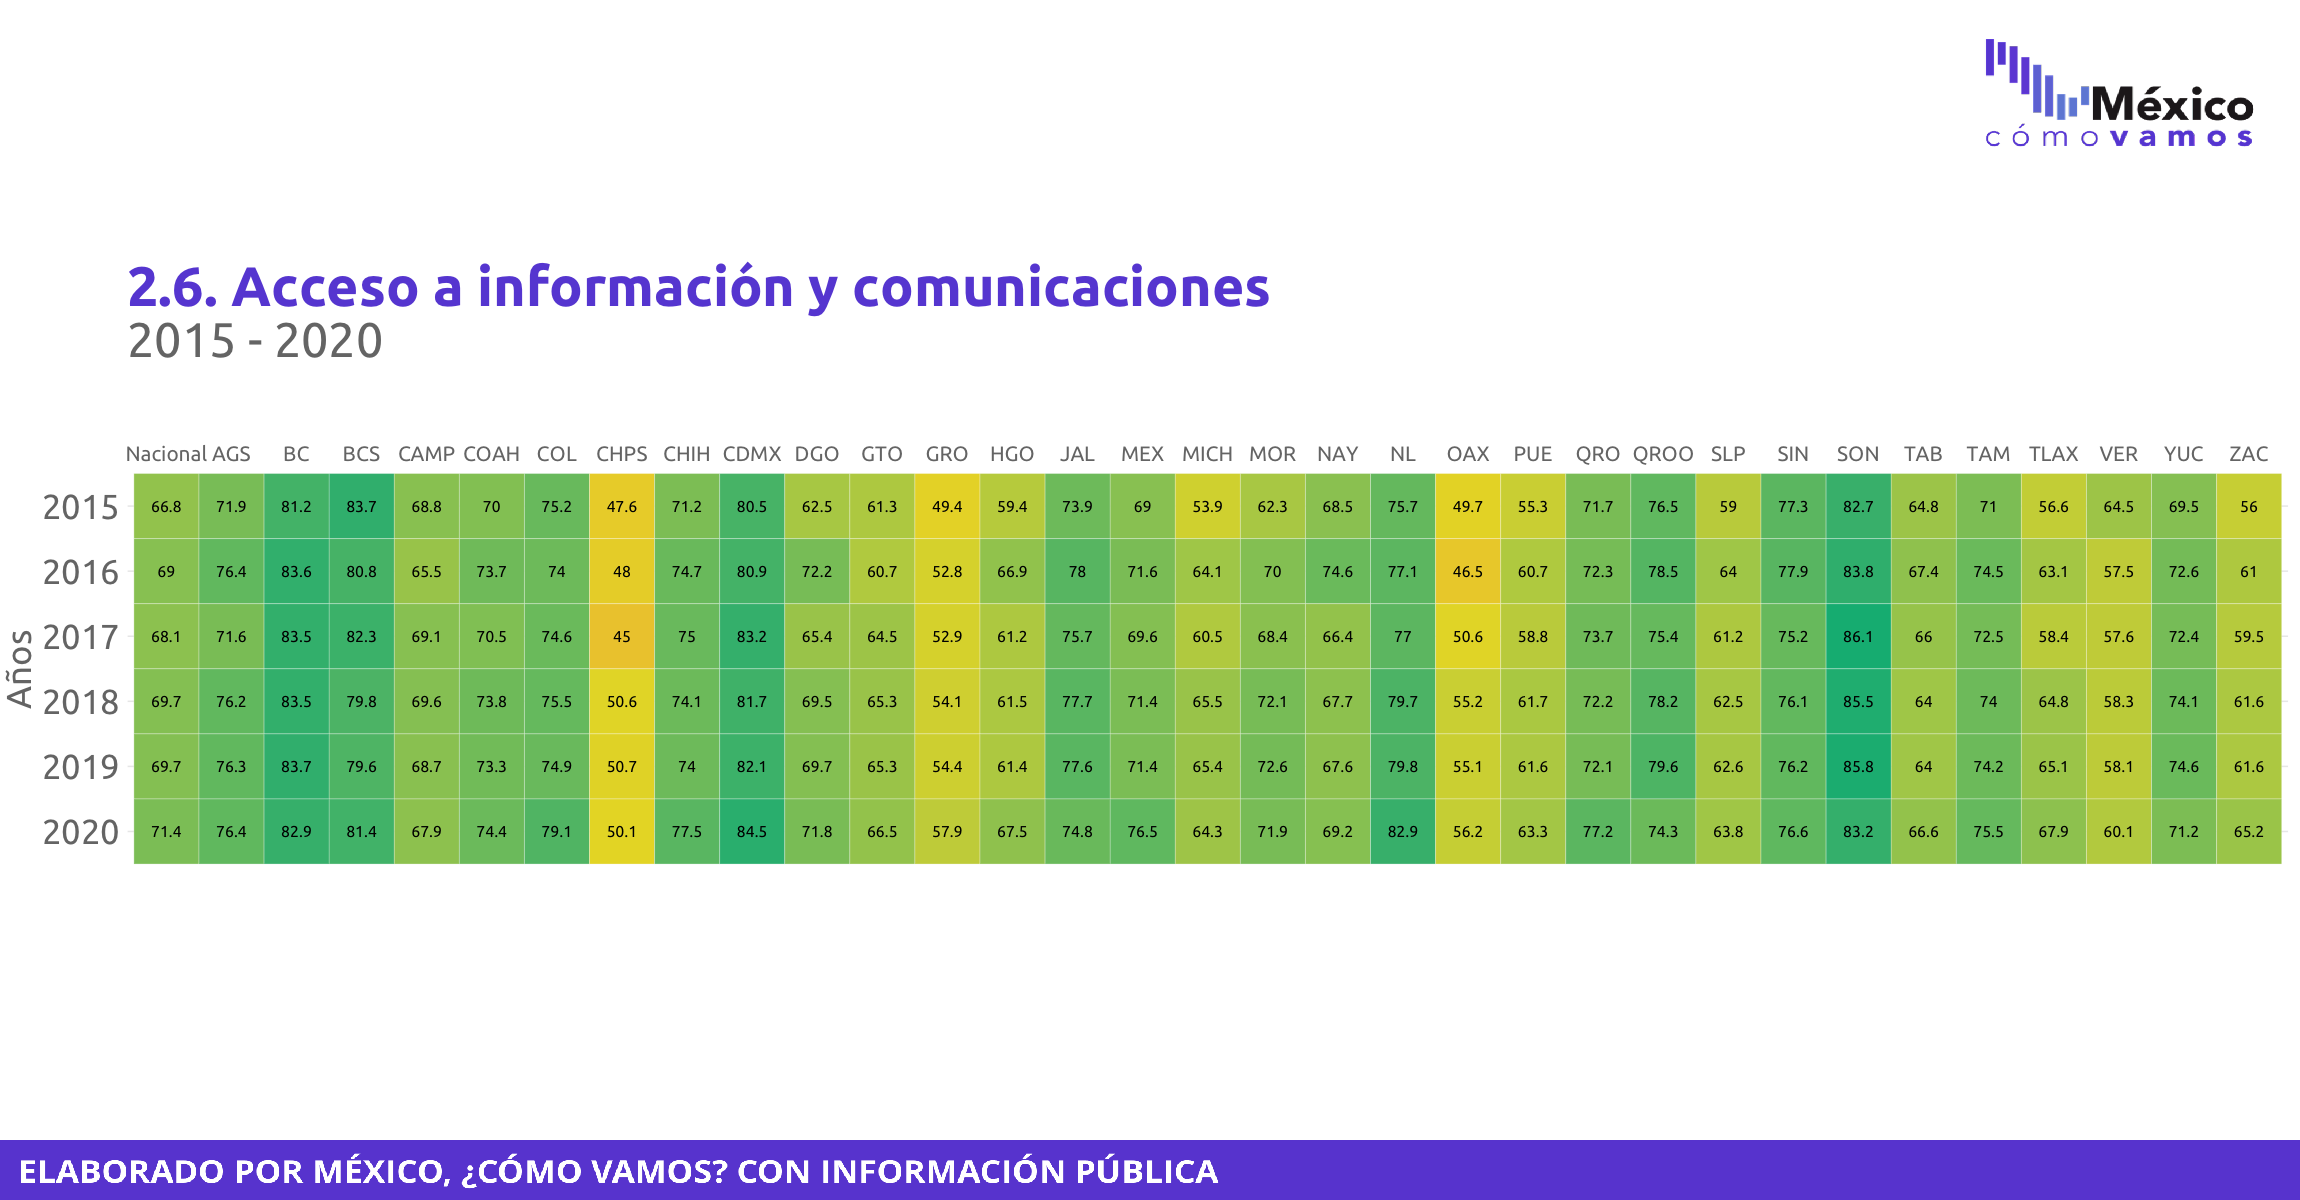 México
cómovamos
2.6. Acceso a información y comunicaciones
2015 - 2020
Nacional AGS BC BCS CAMP COAH COL CHPS CHIH CDMX DGO GTO GRO HGO JAL MEX MICH MOR NAY NL OAX PUE QRO QROO SLP SIN SON TAB TAM TLAX VER YUC ZAC
2015 66.8 71.9 81.2 83.7 68.8 70 75.2 47.6 71.2 80.5 62.5 61.3 49.4 59.4 73.9 69 53.9 62.3 68.5 75.7 49.7 55.3 71.7 76.5 59 77.3 82.7 64.8 71 56.6 64.5 69.5 56
2016 69 76.4 83.6 80.8 65.5 73.7 74 48 74.7 80.9 72.2 60.7 52.8 66.9 78 71.6 64.1 70 74.6 77.1 46.5 60.7 72.3 78.5 64 77.9 83.8 67.4 74.5 63.1 57.5 72.6 61
2017 68.1 71.6 83.5 82.3 69.1 70.5 74.6 45 75 83.2 65.4 64.5 52.9 61.2 75.7 69.6 60.5 68.4 66.4 77 50.6 58.8 73.7 75.4 61.2 75.2 86.1 66 72.5 58.4 57.6 72.4 59.5
2018 69.7 76.2 83.5 79.8 69.6 73.8 75.5 50.6 74.1 81.7 69.5 65.3 54.1 61.5 77.7 71.4 65.5 72.1 67.7 79.7 55.2 61.7 72.2 78.2 62.5 76.1 85.5 64 74 64.8 58.3 74.1 61.6
2019 69.7 76.3 83.7 79.6 68.7 73.3 74.9 50.7 74 82.1 69.7 65.3 54.4 61.4 77.6 71.4 65.4 72.6 67.6 79.8 55.1 61.6 72.1 79.6 62.6 76.2 85.8 64 74.2 65.1 58.1 74.6 61.6
2020 71.4 76.4 82.9 81.4 67.9 74.4 79.1 50.1 77.5 84.5 71.8 66.5 57.9 67.5 74.8 76.5 64.3 71.9 69.2 82.9 56.2 63.3 77.2 74.3 63.8 76.6 83.2 66.6 75.5 67.9 60.1 71.2 65.2
Años
ELABORADO POR MÉXICO, ¿CÓMO VAMOS? CON INFORMACIÓN PÚBLICA